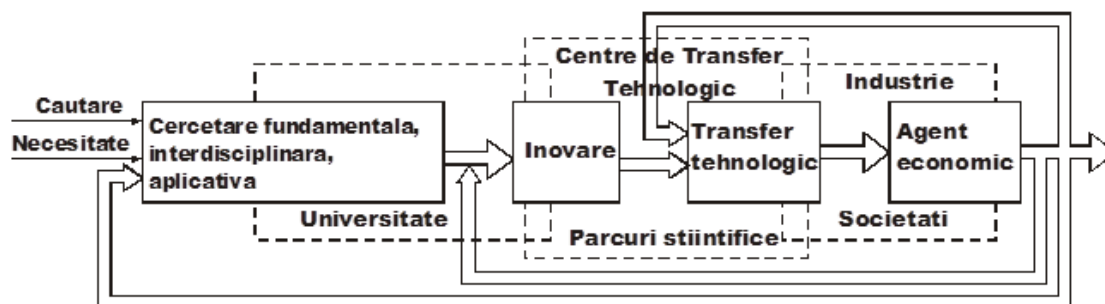 Centre de Transfer
Tehnologic
Industrie
Cautare
Necesitate
Cercetare fundamentala,
interdisciplinara,
aplicativa
Inovare
Transfer
tehnologic
Agent
economic
Universitate
Parcuri stiintifice
Societati